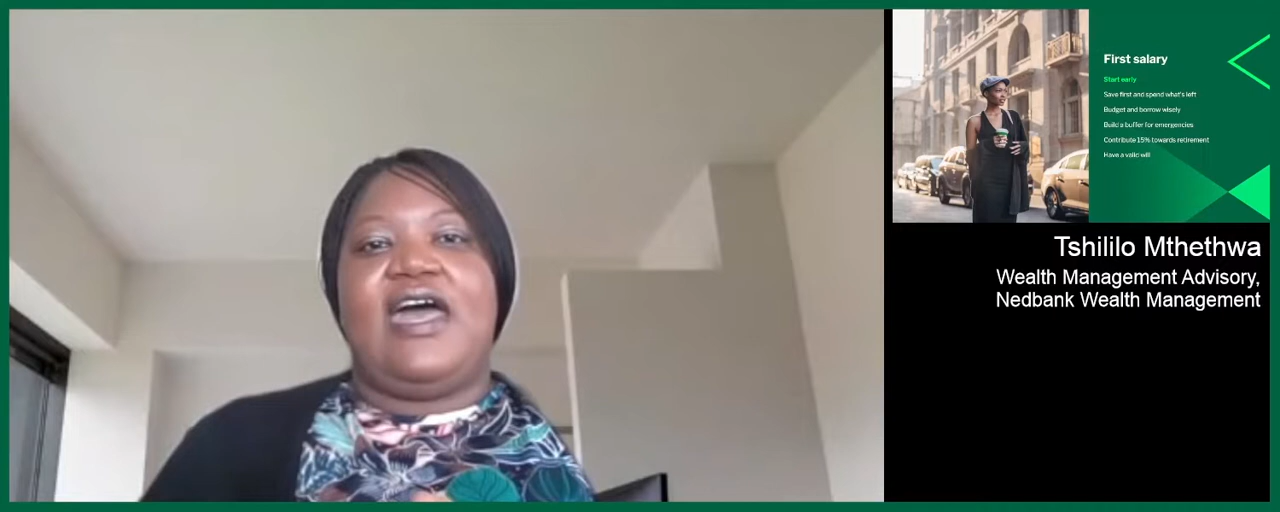 First salary
Start early
Save first and spend what's left
Budget and borrow wisely
Build a buffer for emergencies
Contribute 15% towards retirement
Have a valid will
Tshililo Mthethwa
Wealth Management Advisory,
Nedbank Wealth Management